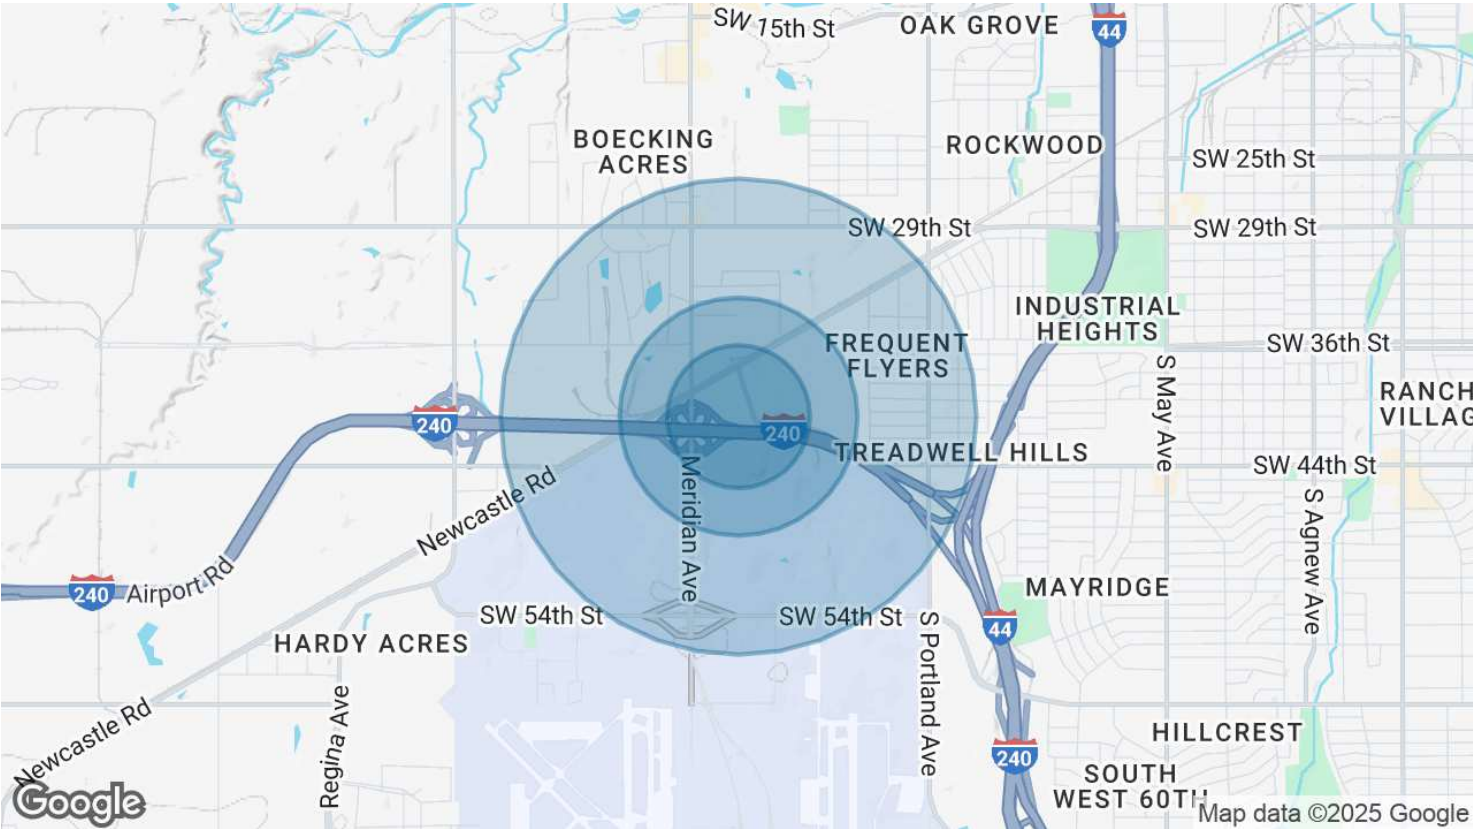 SW 15th St
OAK GROVE
44
BOECKING
ACRES
ROCKWOOD
SW 25th St
SW 29th St
SW 29th St
INDUSTRIAL
HEIGHTS
FREQUENT
FLYERS
SW 36th St
S May Ave
RANCH
VILLAG
240
240
TREADWELL HILLS
SW 44th St
Meridian Ave
Newcastle Rd
S Agnew Ave
240
Airport Rd
MAYRIDGE
SW 54th St
SW 54th St
44
HARDY ACRES
S Portland Ave
Regina Ave
Newcastle Rd
HILLCREST
240
SOUTH
WEST 60TH
Google
Map data ©2025 Google